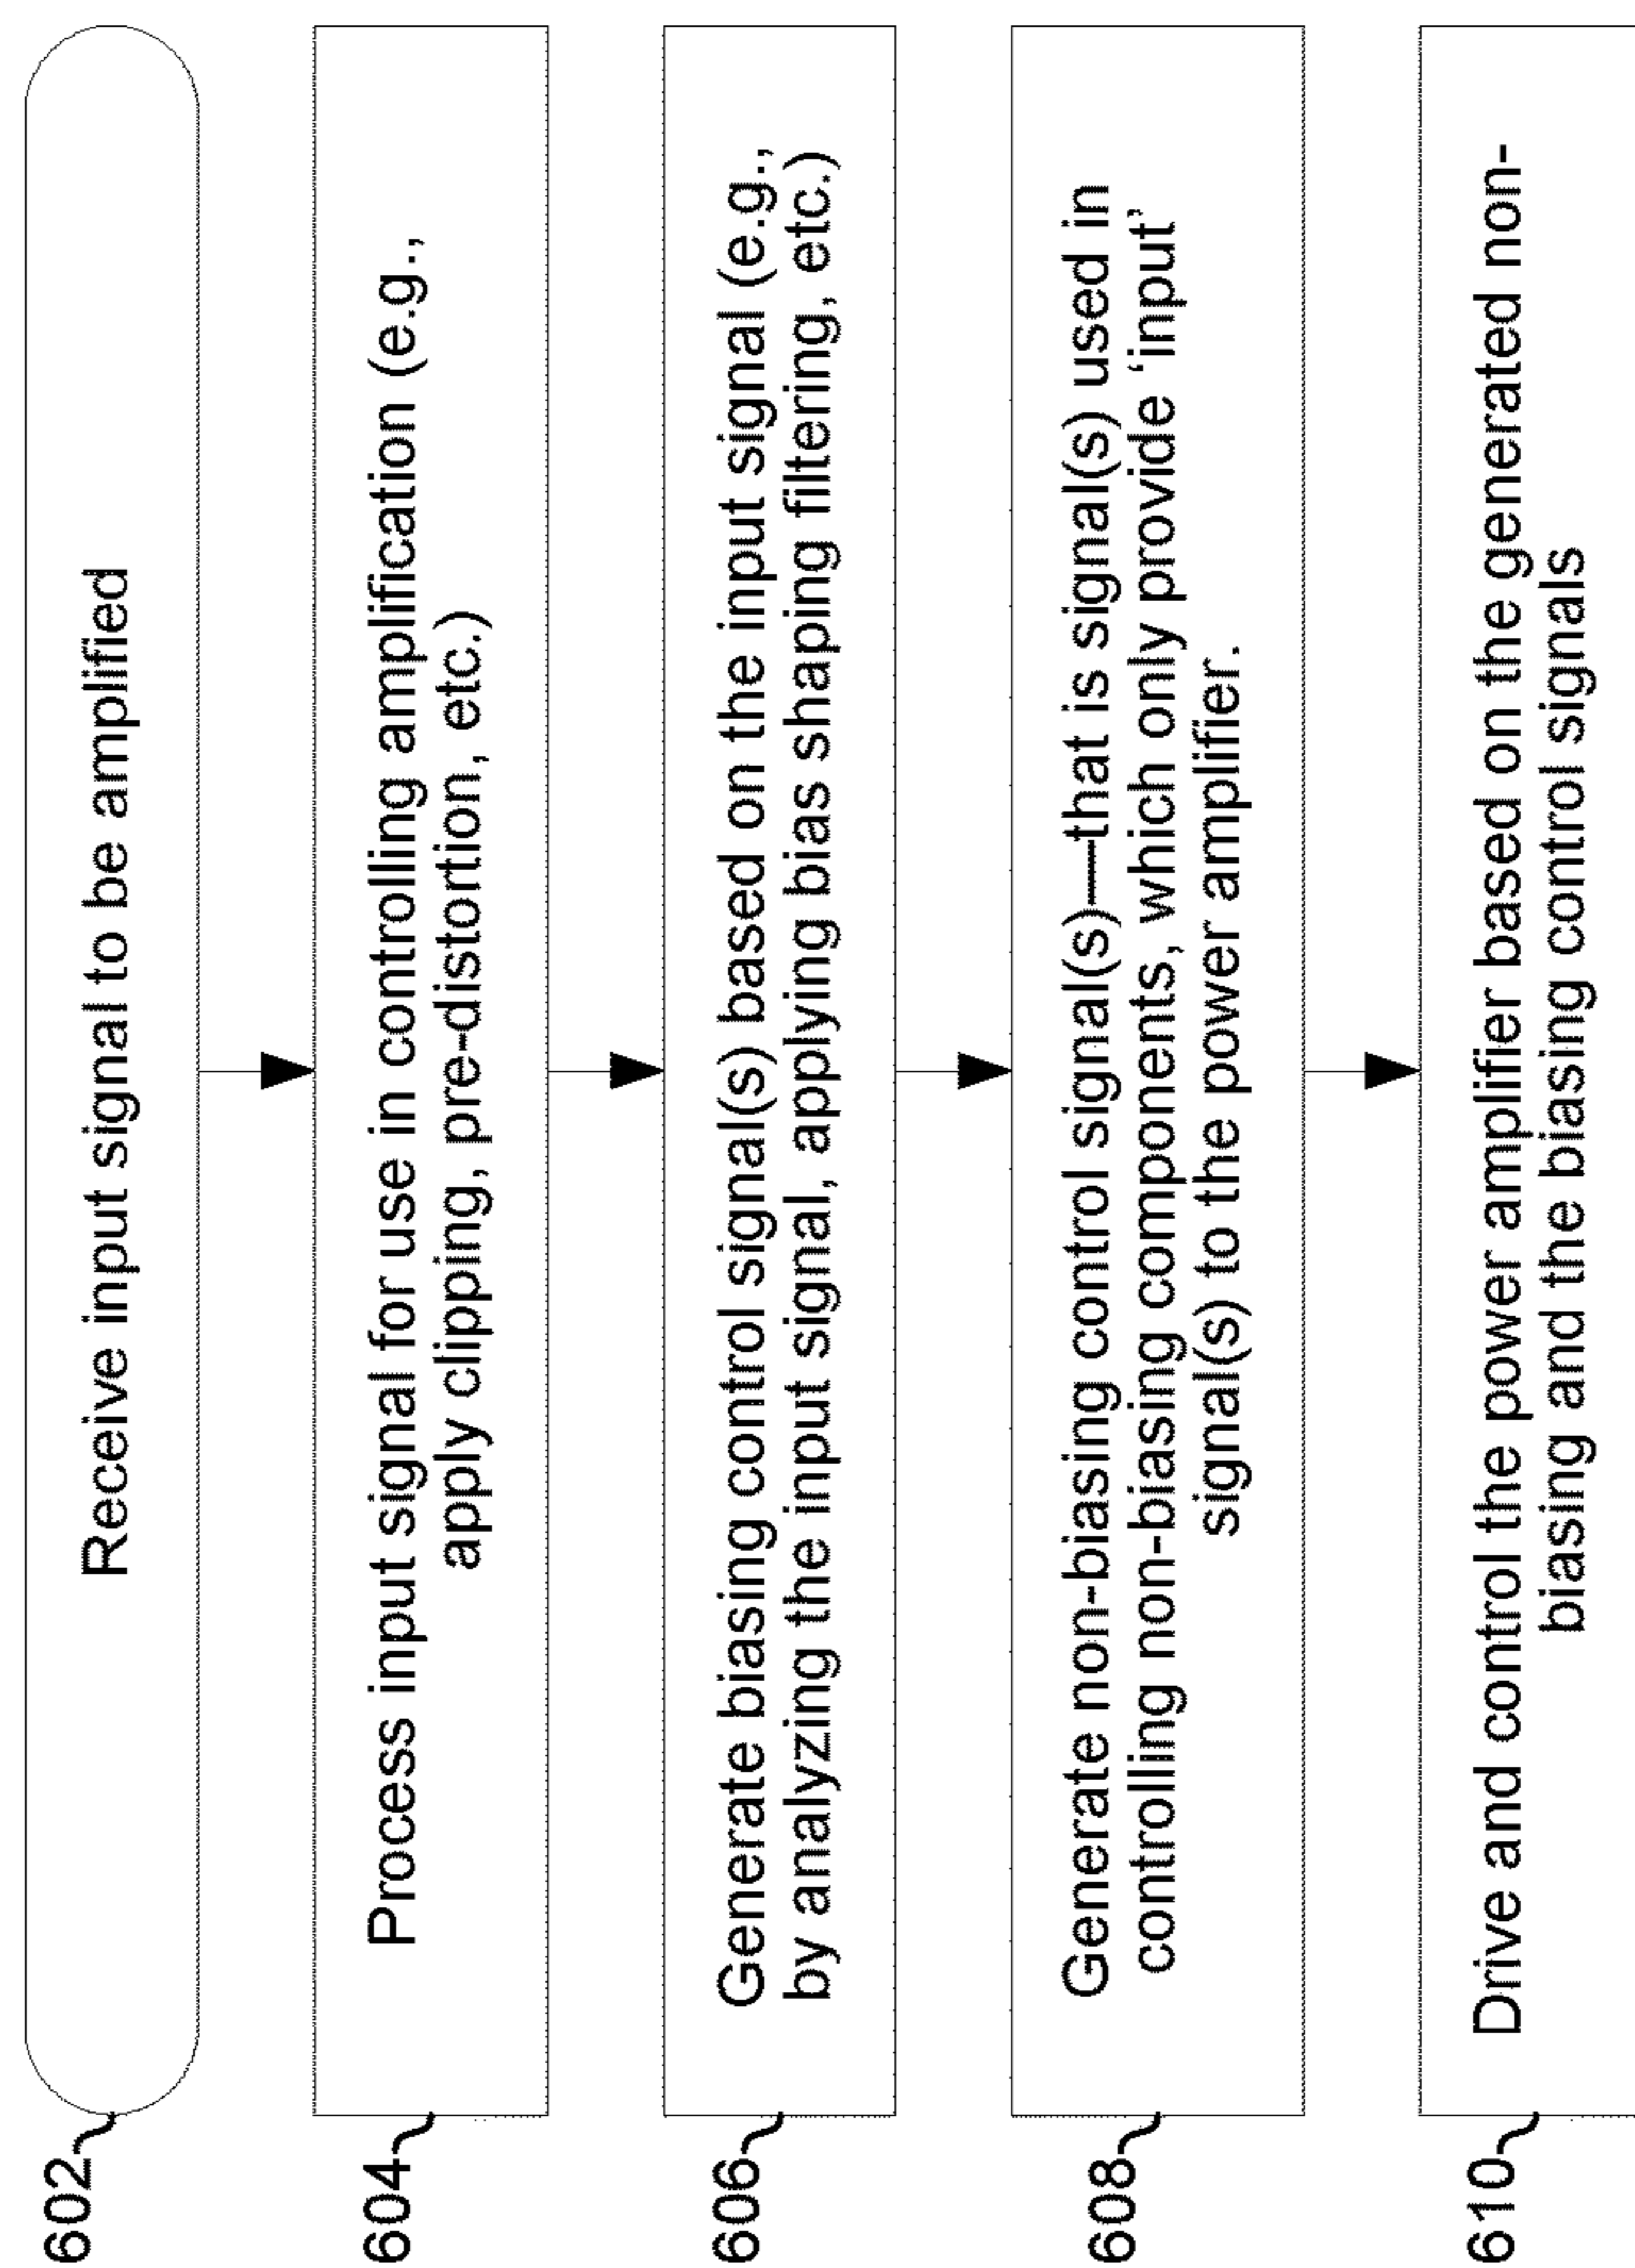 602
Receive input signal to be amplified
604
Process input signal for use in controlling amplification (e.g.,
apply clipping, pre-distortion, etc.)
606
Generate biasing control signal(s) based on the input signal (e.g.,
by analyzing the input signal, applying bias shaping filtering, etc.)
608
Generate non-biasing control signal(s)—that is signal(s) used in
controlling non-biasing components, which only provide ‘input’
signal(s) to the power amplifier.
610
Drive and control the power amplifier based on the generated non-
biasing and the biasing control signals